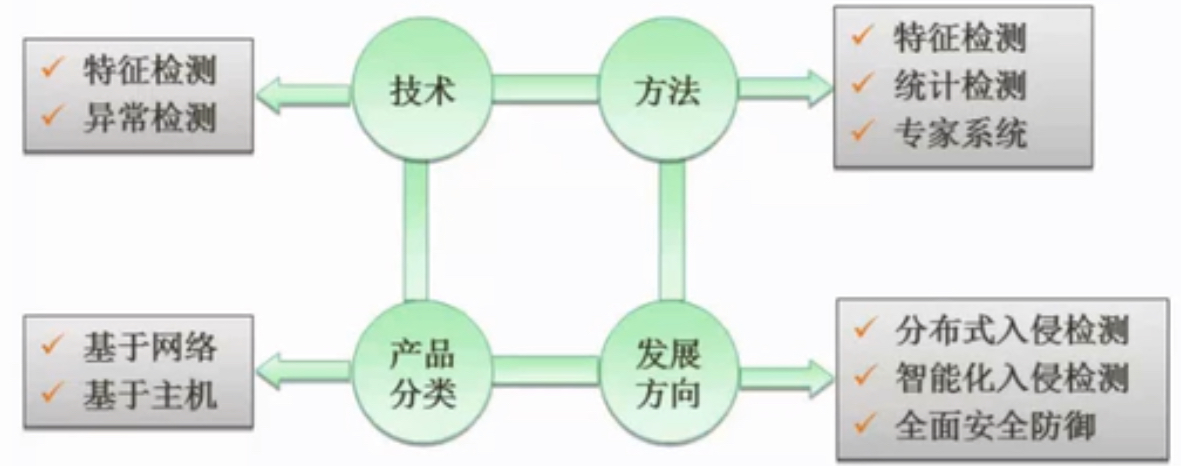 特征检测
异常检测
技术
方法
特征检测
统计检测
专家系统
基于网络
基于主机
产品
分类
发展
方向
分布式入侵检测
智能化入侵检测
全面安全防御